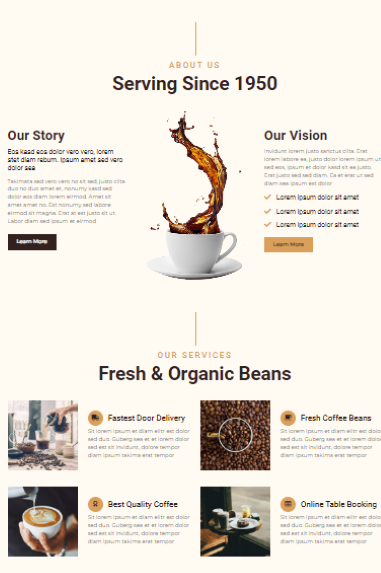 ABOUT US
Serving Since 1950
Our Story
Eos kasd eos dolor vero vero, lorem
stet diam rebum. Ipsum amet sed vero
dolor sea
Takimata sed vero vero no sit sed, justo clita
duo no duo amet et, nonumy kasd sed
dolor eos diam lorem eirmod. Amet sit
amet amet no. Est nonumy sed labore
eirmod sit magna. Erat at est justo sit ut.
Labor diam sed ipsum et eirmod
Learn More
Our Vision
Invidunt lorem justo sanctus clita. Erat
lorem labore ea, justo dolor lorem ipsum ut
sed eos, ipsum et dolor kasd sit ea justo.
Erat justo sed sed diam. Ea et erat ut sed
diam sea ipsum est dolor
Lorem ipsum dolor sit amet
Lorem ipsum dolor sit amet
Lorem ipsum dolor sit amet
Learn More
OUR SERVICES
Fresh & Organic Beans
Fastest Door Delivery
Sit lorem ipsum et diam elitr est dolor
sed duo. Guberg sea et et lorem dolor
sed est sit invidunt, dolore tempor
diam ipsum takima erat tempor
Fresh Coffee Beans
Sit lorem ipsum et diam elitr est dolor
sed duo. Guberg sea et et lorem dolor
sed est sit invidunt, dolore tempor
diam ipsum takima erat tempor
Best Quality Coffee
Sit lorem ipsum et diam elitr est dolor
sed duo. Guberg sea et et lorem dolor
sed est sit invidunt, dolore tempor
diam ipsum takima erat tempor
Online Table Booking
Sit lorem ipsum et diam elitr est dolor
sed duo. Guberg sea et et lorem dolor
sed est sit invidunt, dolore tempor
diam ipsum takima erat tempor